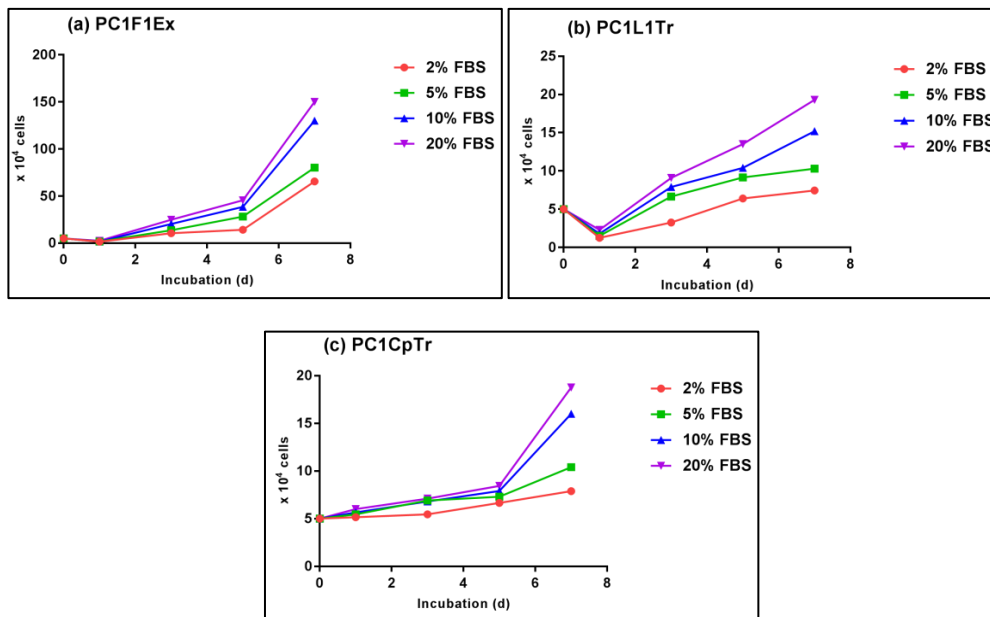 (a) PC1F1Ex
200
150
100
50
0
x 10⁴ cells
0 2 4 6 8
Incubation (d)
2% FBS
5% FBS
10% FBS
20% FBS
(b) PC1L1Tr
25
20
15
10
5
0
x 10⁴ cells
0 2 4 6 8
Incubation (d)
2% FBS
5% FBS
10% FBS
20% FBS
(c) PC1CpTr
20
15
10
5
0
x 10⁴ cells
0 2 4 6 8
Incubation (d)
2% FBS
5% FBS
10% FBS
20% FBS